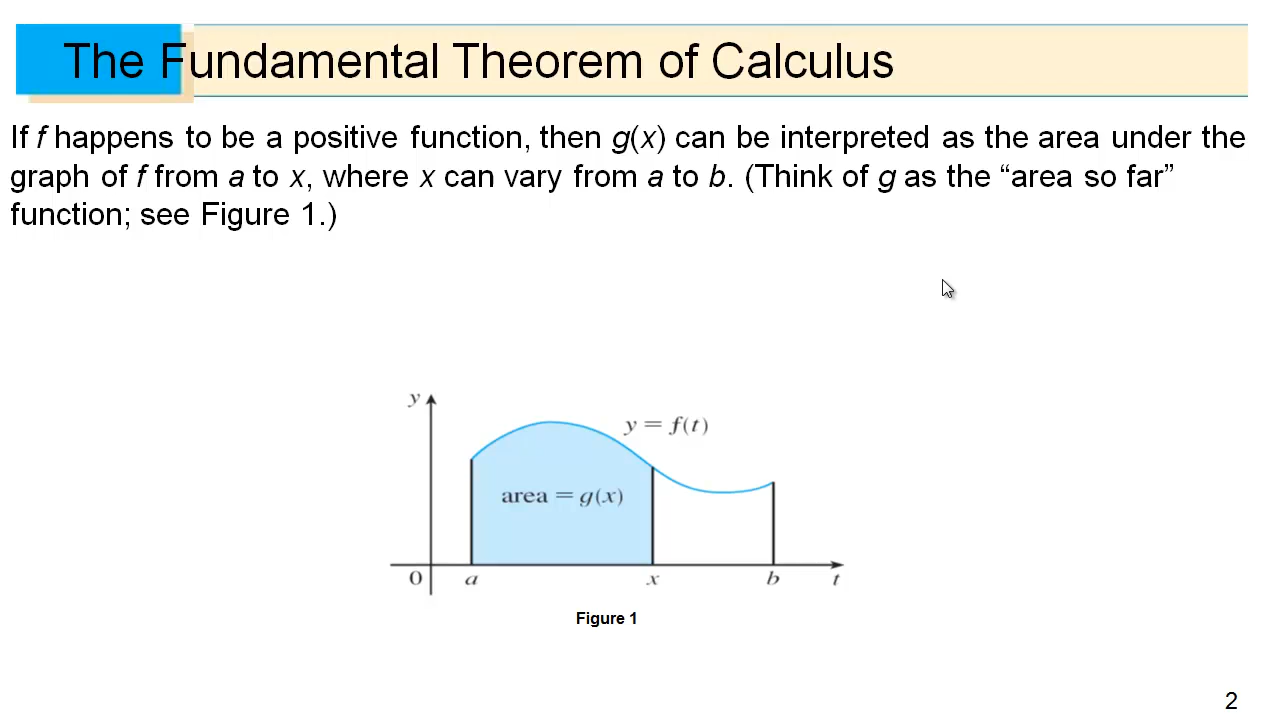 The Fundamental Theorem of Calculus
If f happens to be a positive function, then g(x) can be interpreted as the area under the
graph of f from a to x, where x can vary from a to b. (Think of g as the “area so far”
function; see Figure 1.)
y
y = f(t)
area = g(x)
0 a x b t
Figure 1
2